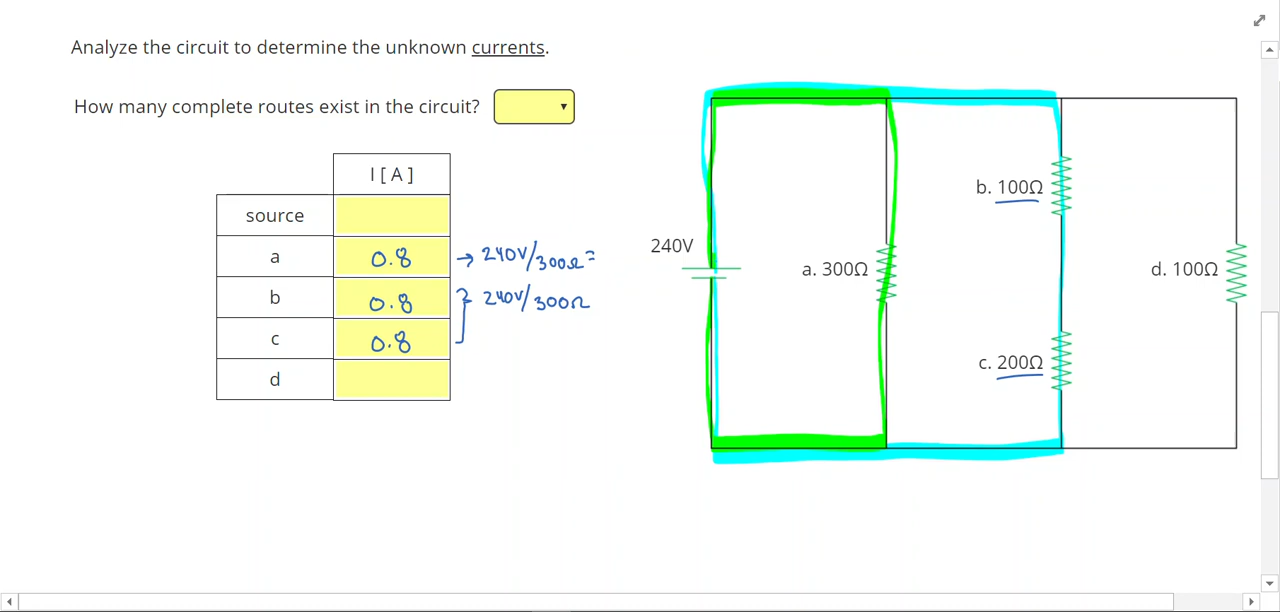 Analyze the circuit to determine the unknown currents.
How many complete routes exist in the circuit?
I [ A ]
source
a 0.8 → 240V/300Ω =
b 0.8 } 240V/300Ω
c 0.8
d
240V
a. 300Ω
b. 100Ω
c. 200Ω
d. 100Ω